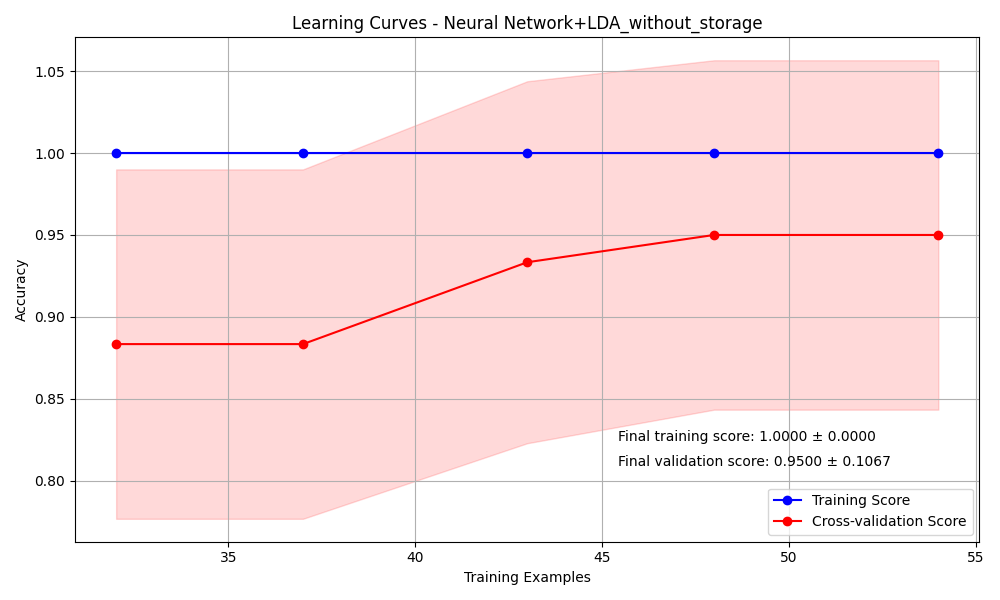 Learning Curves - Neural Network+LDA_without_storage
Accuracy
1.05
1.00
0.95
0.90
0.85
0.80
Final training score: 1.0000 ± 0.0000
Final validation score: 0.9500 ± 0.1067
Training Score
Cross-validation Score
35
40
45
50
55
Training Examples